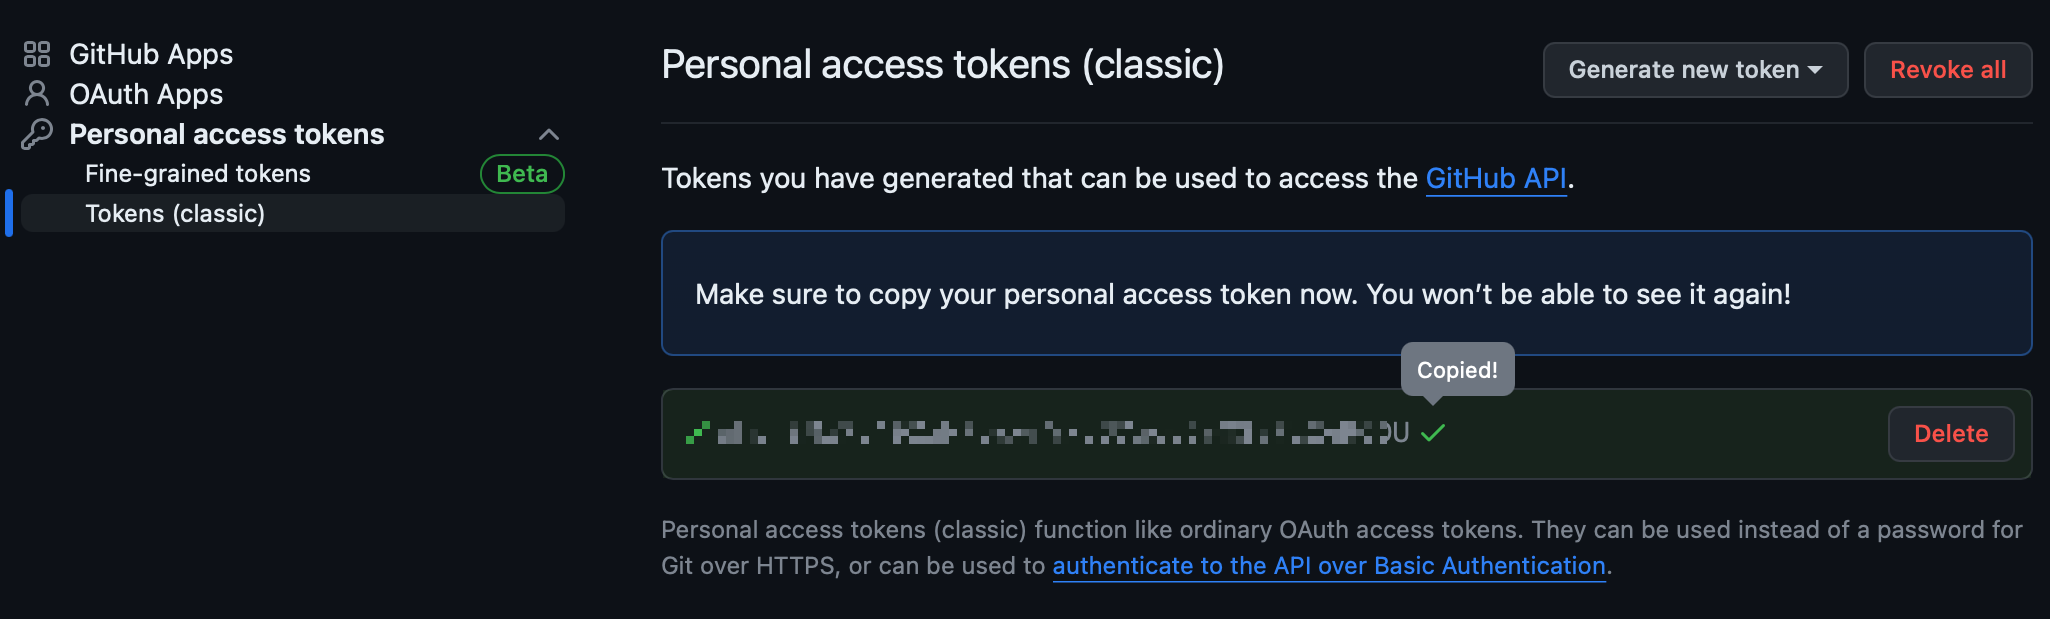 GitHub Apps
OAuth Apps
Personal access tokens
Fine-grained tokens Beta
Tokens (classic)
Personal access tokens (classic)
Generate new token
Revoke all
Tokens you have generated that can be used to access the GitHub API.
Make sure to copy your personal access token now. You won’t be able to see it again!
Copied!
Delete
Personal access tokens (classic) function like ordinary OAuth access tokens. They can be used instead of a password for
Git over HTTPS, or can be used to authenticate to the API over Basic Authentication.